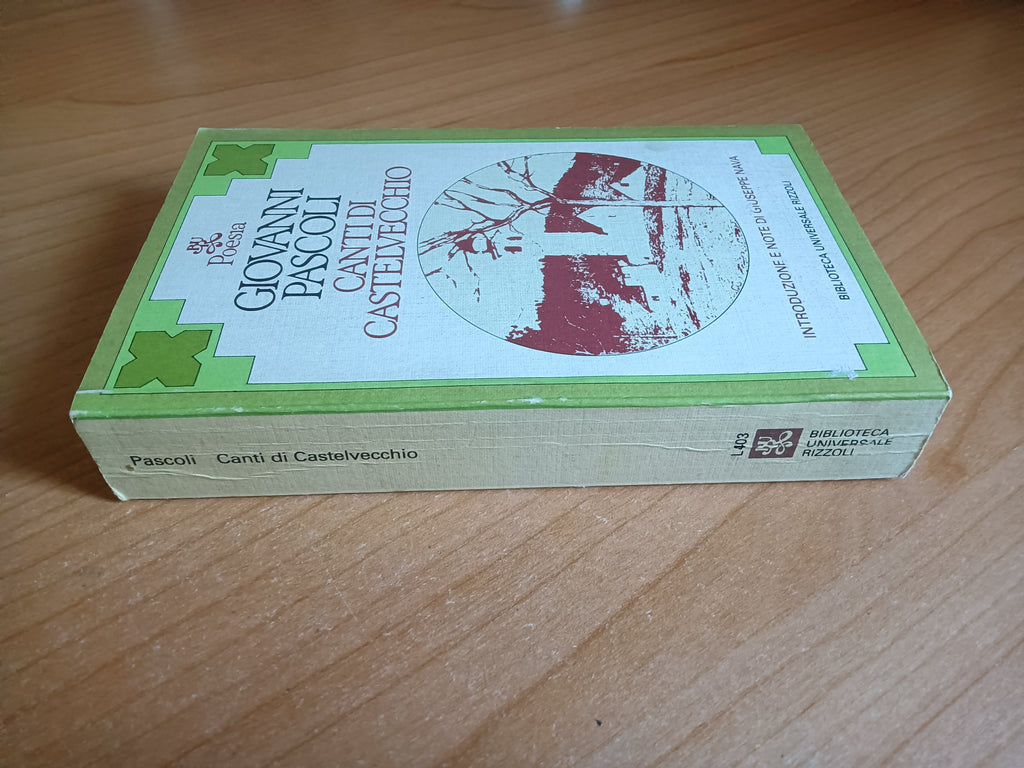 BU
Poesia
GIOVANNI
PASCOLI
CANTI DI
CASTELVECCHIO
INTRODUZIONE E NOTE DI GIUSEPPE NAVA
BIBLIOTECA UNIVERSALE RIZZOLI
Pascoli Canti di Castelvecchio
L 403
BU
BIBLIOTECA
UNIVERSALE
RIZZOLI